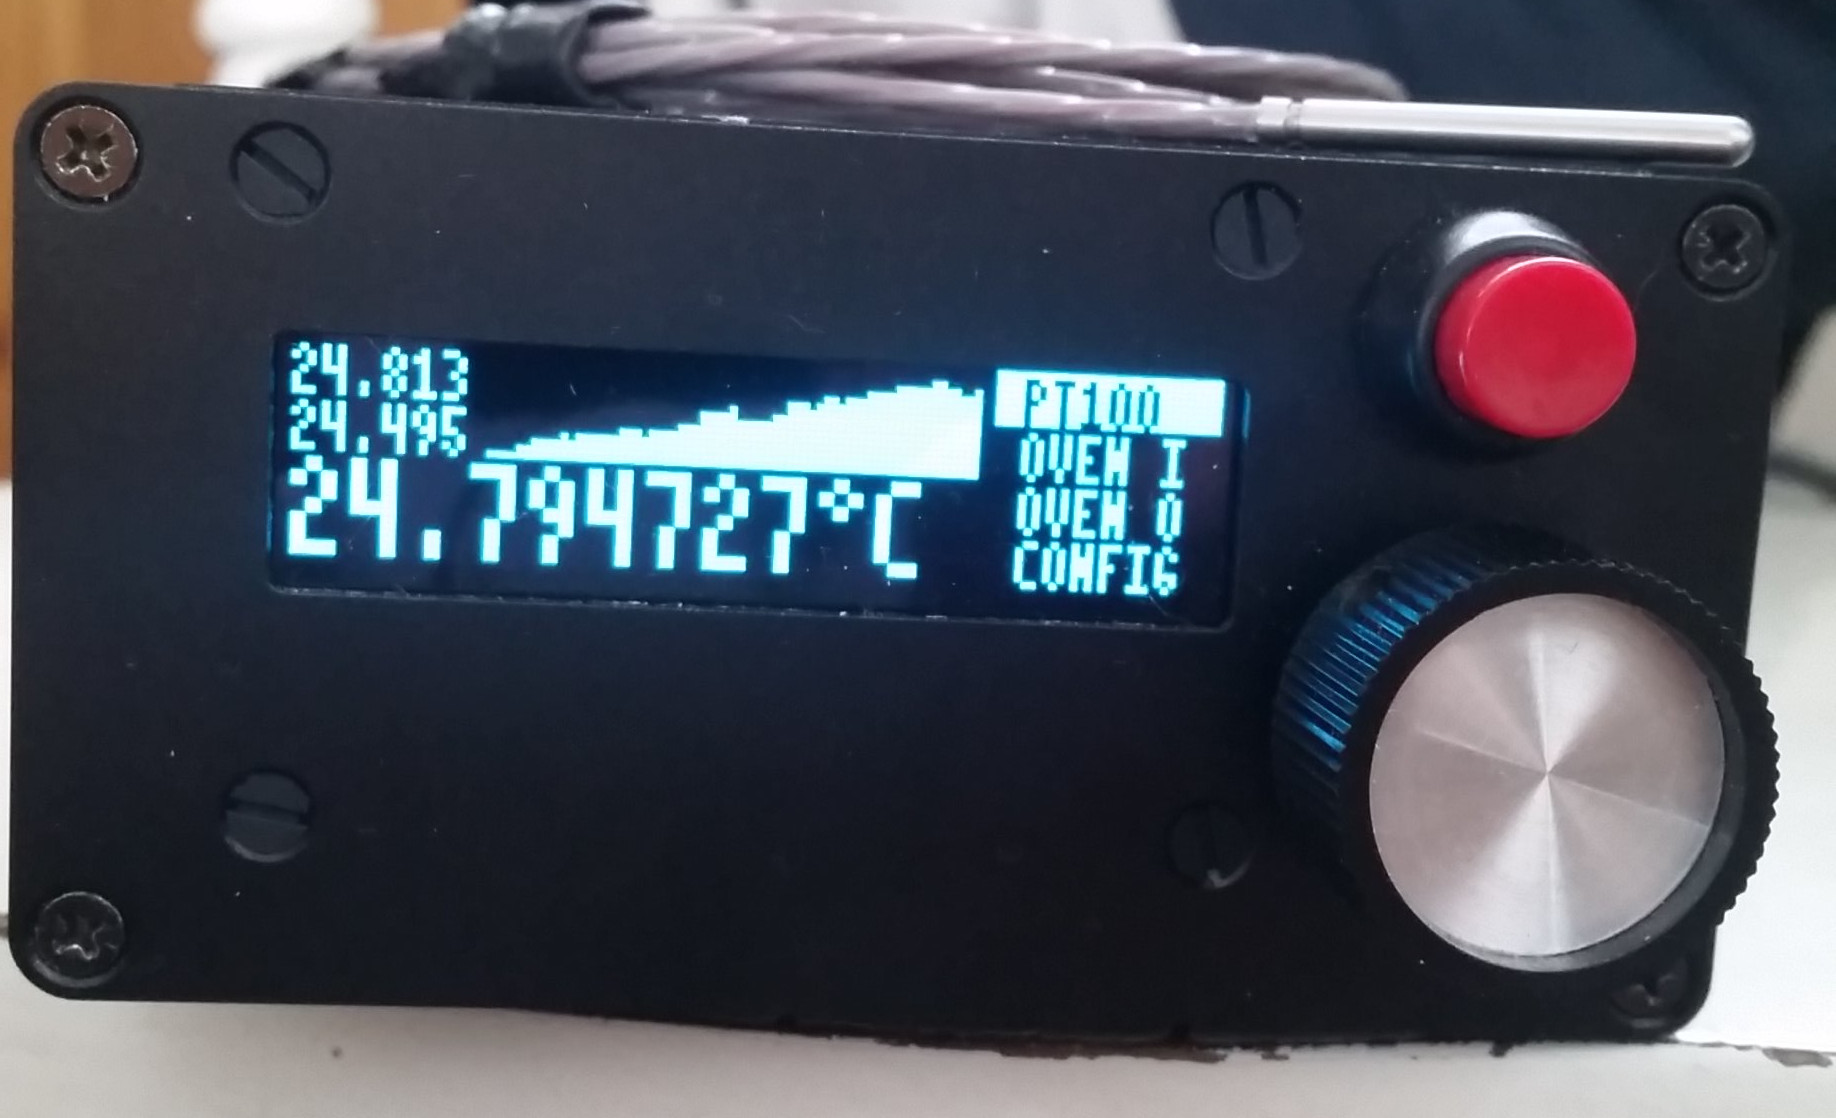 24.813
24.495
24.794727°C
PT100
OVEN I
OVEN O
CONFIG